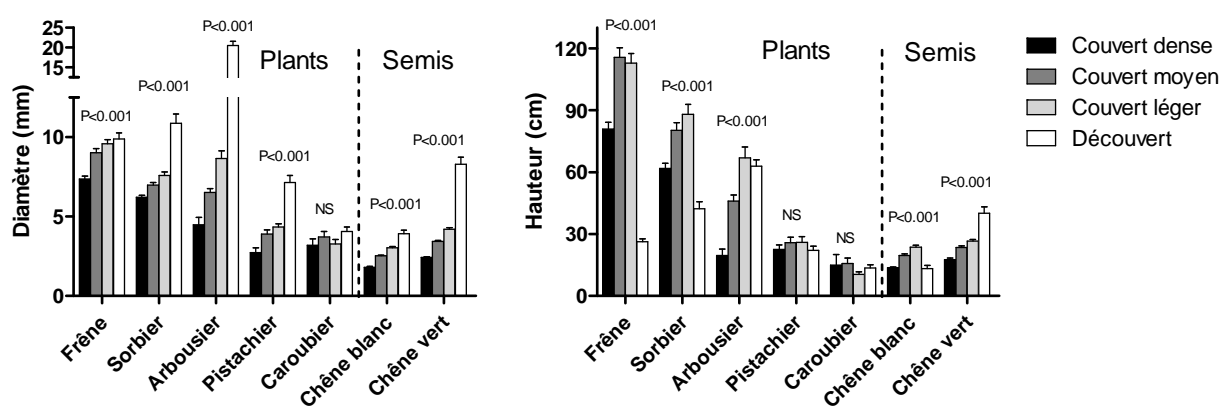 25
20
15
10
5
0
Diamètre (mm)
P<0.001
P<0.001
P<0.001
P<0.001
NS
P<0.001
P<0.001
Plants
Semis
Frêne
Sorbier
Arbousier
Pistachier
Caroubier
Chêne blanc
Chêne vert
120
90
60
30
0
Hauteur (cm)
P<0.001
P<0.001
P<0.001
NS
NS
P<0.001
P<0.001
Plants
Semis
Frêne
Sorbier
Arbousier
Pistachier
Caroubier
Chêne blanc
Chêne vert
Couvert dense
Couvert moyen
Couvert léger
Découvert